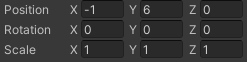 Position X -1 Y 6 Z 0
Rotation X 0 Y 0 Z 0
Scale X 1 Y 1 Z 1